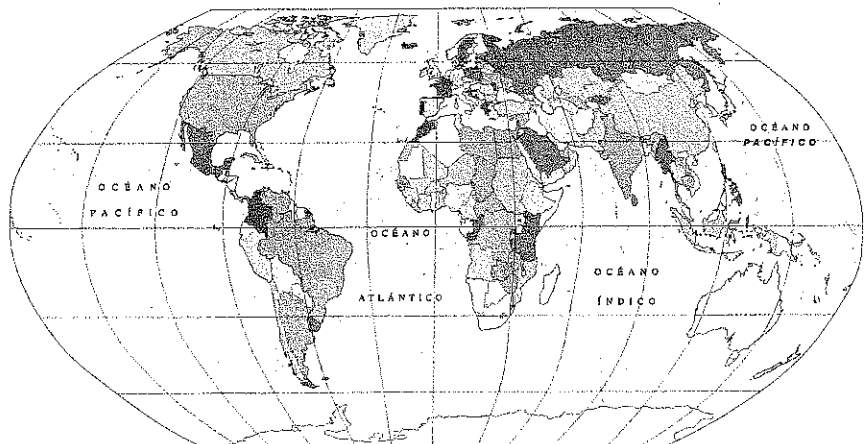 OCÉANO
PACÍFICO
OCÉANO
PACÍFICO
OCÉANO
ATLÁNTICO
OCÉANO
ÍNDICO